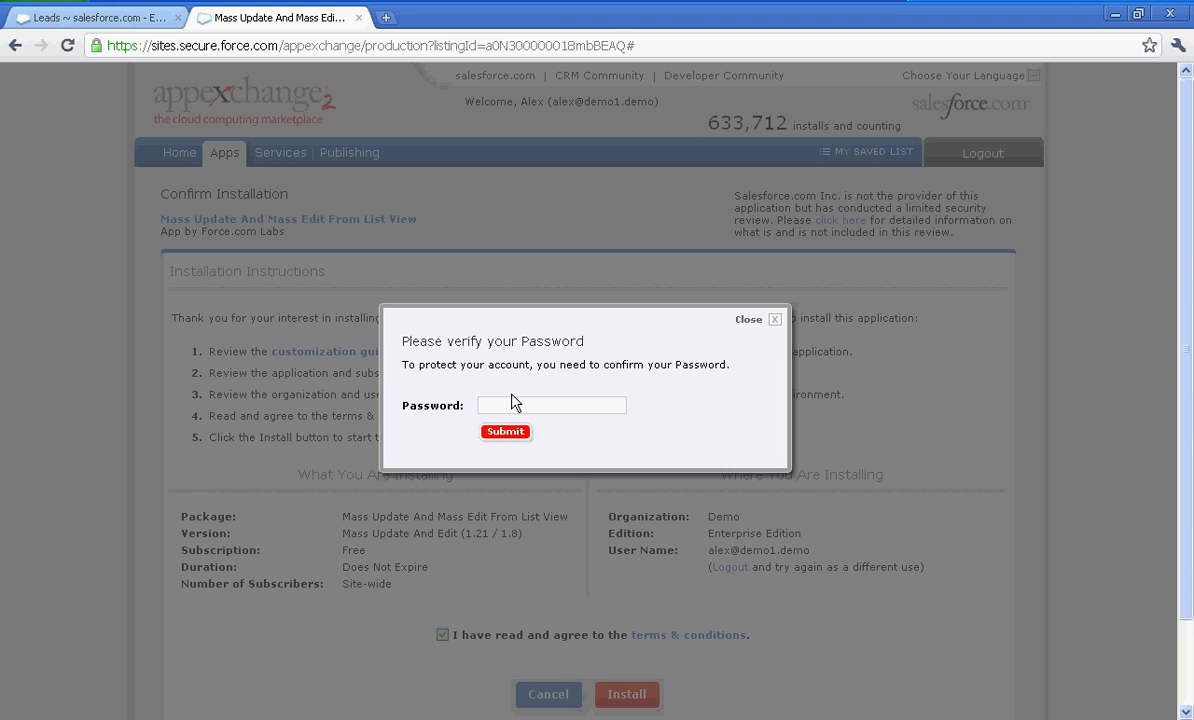 Leads ~ salesforce.com - E...
Mass Update And Mass Edi...
https://sites.secure.force.com/appexchange/production?listingId=a0N300000018mbBEAQ#
salesforce.com | CRM Community | Developer Community
Choose Your Language
appexchange 2
the cloud computing marketplace
Welcome, Alex (alex@demo1.demo)
salesforce.com
633,712 installs and counting
Home Apps Services Publishing
MY SAVED LIST
Logout
Confirm Installation
Mass Update And Mass Edit From List View
App by Force.com Labs
Salesforce.com Inc. is not the provider of this
application but has conducted a limited security
review. Please click here for detailed information on
what is and is not included in this review.
Installation Instructions
Thank you for your interest in installing
o install this application:
1. Review the customization gui
application.
2. Review the application and subs
3. Review the organization and use
ironment.
4. Read and agree to the terms &
5. Click the Install button to start t
Close X
Please verify your Password
To protect your account, you need to confirm your Password.
Password:
Submit
What You Are Installing
Where You Are Installing
Package: Mass Update And Mass Edit From List View
Version: Mass Update And Edit (1.21 / 1.8)
Subscription: Free
Duration: Does Not Expire
Number of Subscribers: Site-wide
Organization: Demo
Edition: Enterprise Edition
User Name: alex@demo1.demo
(Logout and try again as a different use)
I have read and agree to the terms & conditions.
Cancel
Install